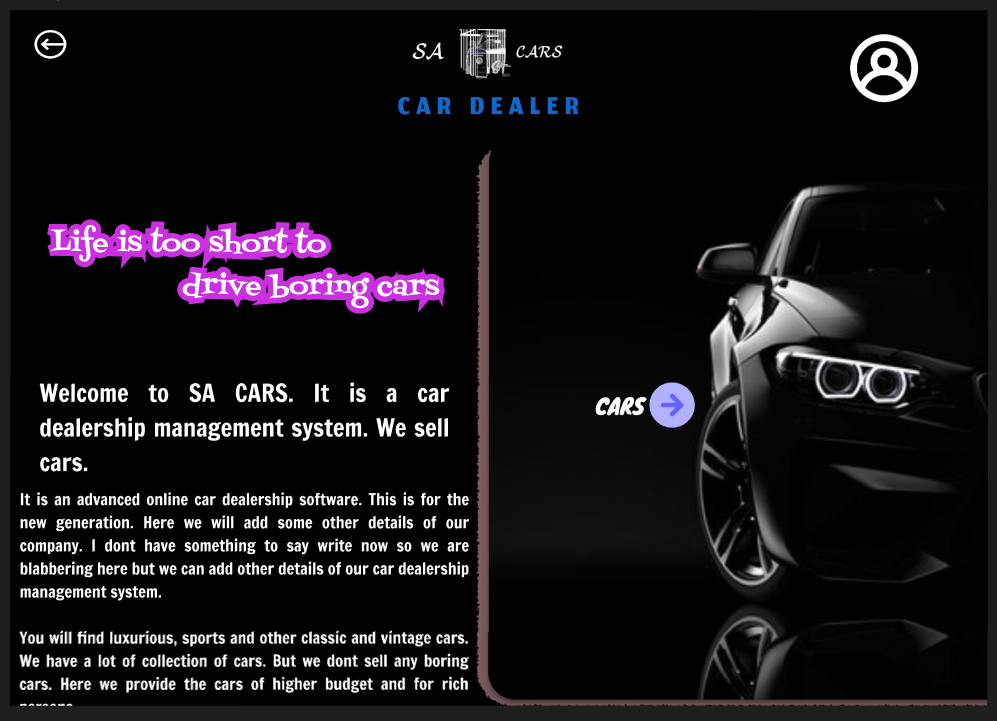 SA CARS
CAR DEALER
Life is too short to
drive boring cars
Welcome to SA CARS. It is a car
dealership management system. We sell
cars.
It is an advanced online car dealership software. This is for the
new generation. Here we will add some other details of our
company. I dont have something to say write now so we are
blabbering here but we can add other details of our car dealership
management system.
You will find luxurious, sports and other classic and vintage cars.
We have a lot of collection of cars. But we dont sell any boring
cars. Here we provide the cars of higher budget and for rich
CARS